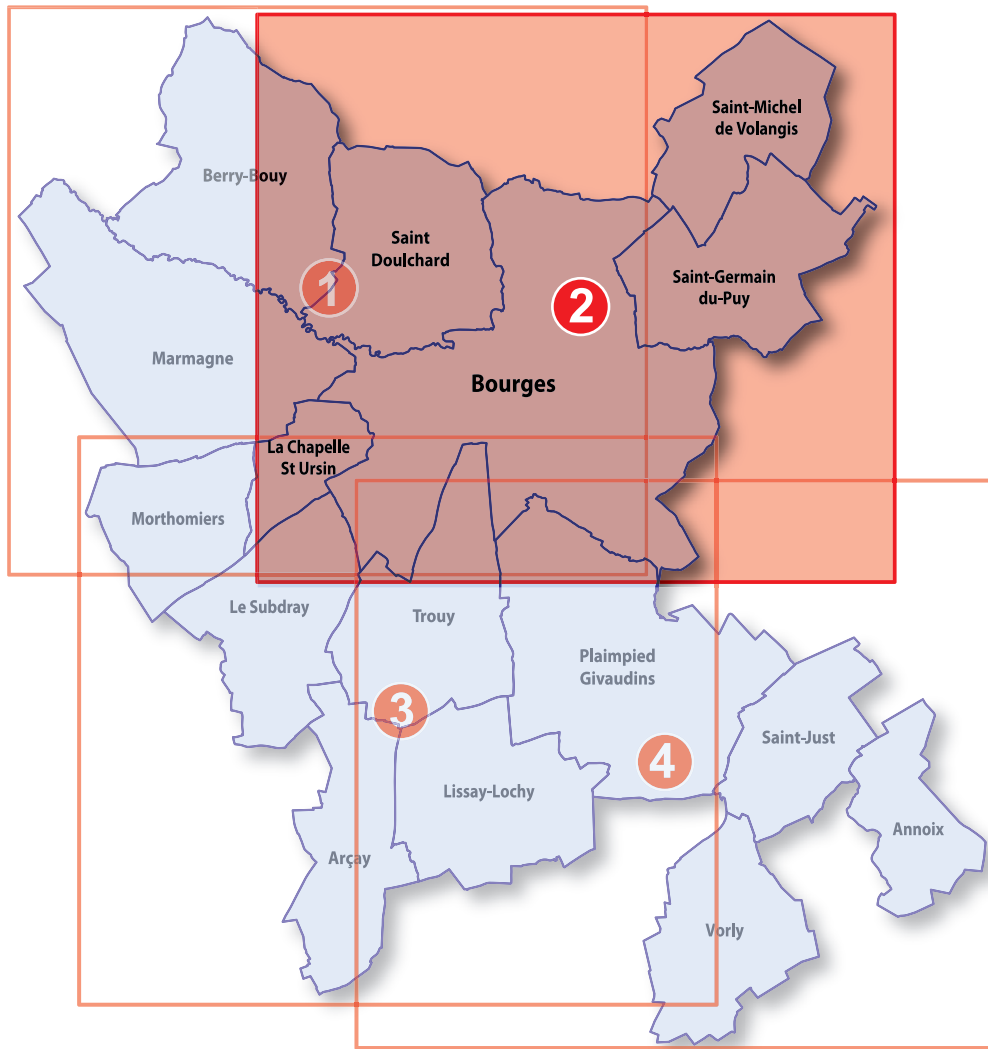 Saint-Michel
de Volangis
Berry-Bouy
Saint
Doulchard
Saint-Germain
du-Puy
1
2
Marmagne
Bourges
La Chapelle
St Ursin
Morthomiers
Le Subdray
Trouy
Plaimpied
Givaudins
3
4
Saint-Just
Lissay-Lochy
Annoix
Arçay
Vorly